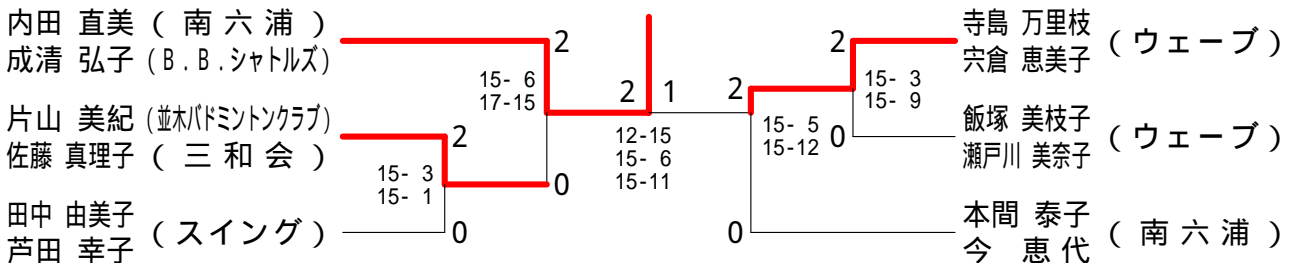 内田 直美 ( 南 六 浦 )
成清 弘子 (B.B.シャトルズ)
片山 美紀 (並木バドミントンクラブ)
佐藤 真理子 ( 三 和 会 )
田中 由美子
芦田 幸子
( スイング )
2
15- 6
17-15
2
15- 3
15- 1
0
0
2 1
12-15
15- 6
15-11
2
2
15- 3
15- 9
15- 5
15-12
0
0
寺島 万里枝
宍倉 恵美子
( ウェーブ )
飯塚 美枝子
瀬戸川 美奈子
( ウェーブ )
本間 泰子
今 恵代
( 南 六 浦 )